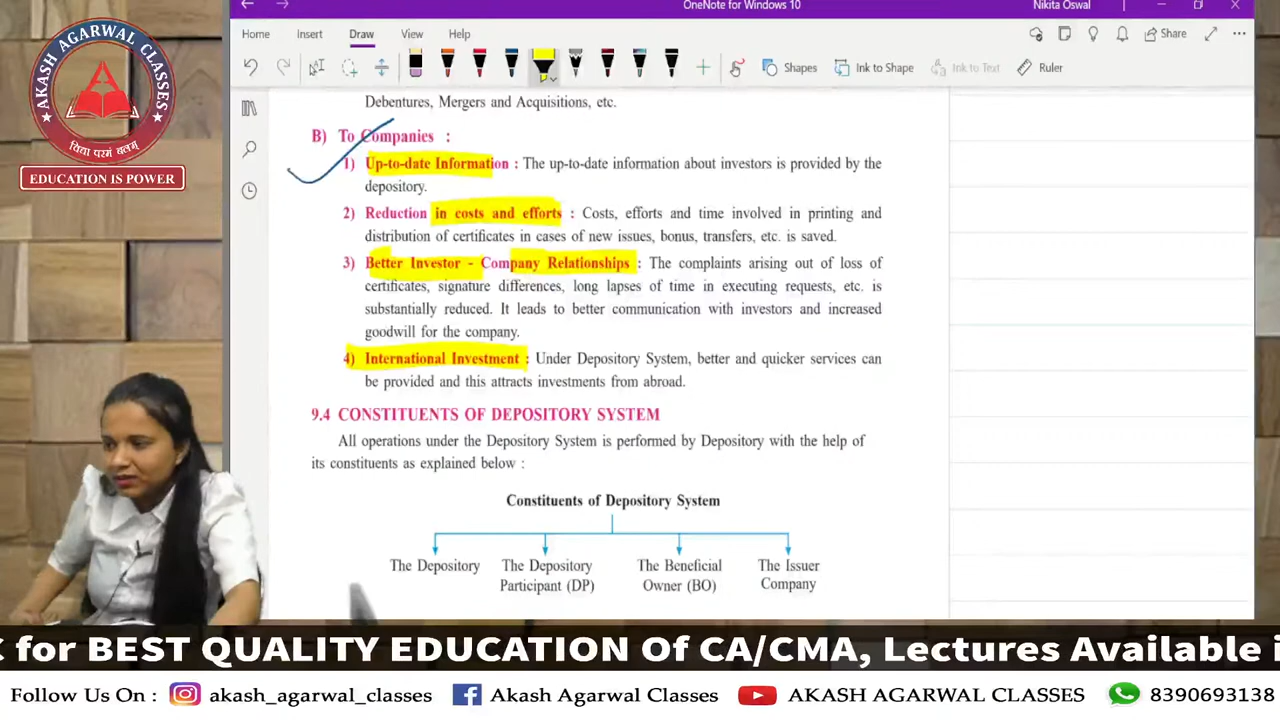 OneNote for Windows 10
Nikita Oswal
Home Insert Draw View Help
Share
Shapes Ink to Shape Ink to Text Ruler
AKASH AGARWAL CLASSES
विद्या परमं बलम्
EDUCATION IS POWER
Debentures, Mergers and Acquisitions, etc.
B) To Companies :
1) Up-to-date Information : The up-to-date information about investors is provided by the
depository.
2) Reduction in costs and efforts : Costs, efforts and time involved in printing and
distribution of certificates in cases of new issues, bonus, transfers, etc. is saved.
3) Better Investor - Company Relationships : The complaints arising out of loss of
certificates, signature differences, long lapses of time in executing requests, etc. is
substantially reduced. It leads to better communication with investors and increased
goodwill for the company.
4) International Investment : Under Depository System, better and quicker services can
be provided and this attracts investments from abroad.
9.4 CONSTITUENTS OF DEPOSITORY SYSTEM
All operations under the Depository System is performed by Depository with the help of
its constituents as explained below :
Constituents of Depository System
The Depository The Depository The Beneficial The Issuer
Participant (DP) Owner (BO) Company
for BEST QUALITY EDUCATION Of CA/CMA, Lectures Available
Follow Us On : akash_agarwal_classes Akash Agarwal Classes AKASH AGARWAL CLASSES 8390693138